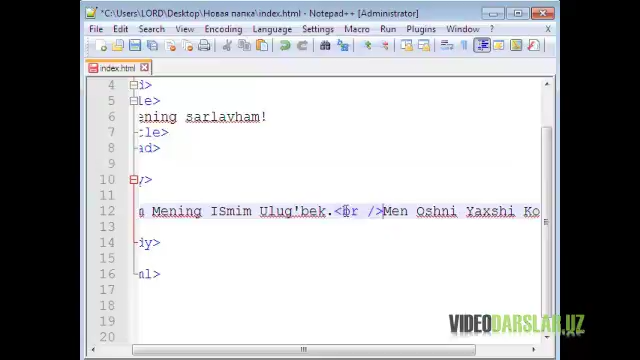 *C:\Users\LORD\Desktop\Новая папка\index.html - Notepad++ [Administrator]
File Edit Search View Encoding Language Settings Macro Run Plugins Window ?
index.html
4 d>
5 le>
6 ening sarlavham!
7 cle>
8 ad>
9
10 y>
11
12 m Mening ISmim Ulug'bek.<br />Men Oshni Yaxshi Ko
13
14 dy>
15
16 ml>
17
18
19
20
VIDEODARSLAR.UZ